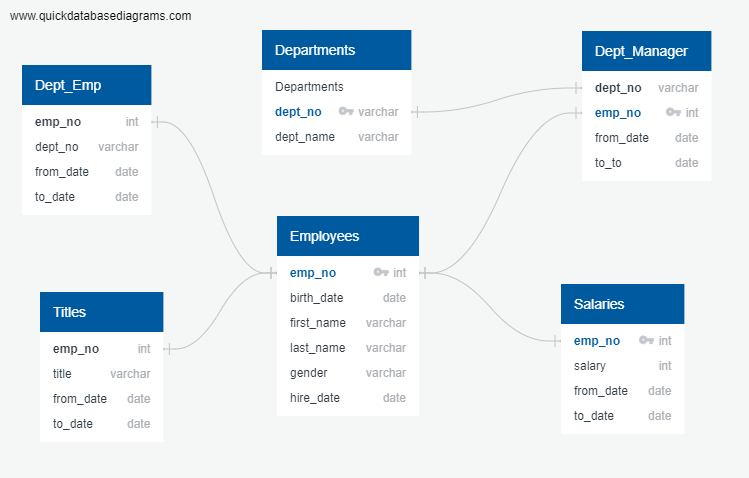 www.quickdatabasediagrams.com
Dept_Emp
emp_no int
dept_no varchar
from_date date
to_date date
Departments
Departments
dept_no varchar
dept_name varchar
Dept_Manager
dept_no varchar
emp_no int
from_date date
to_to date
Employees
emp_no int
birth_date date
first_name varchar
last_name varchar
gender varchar
hire_date date
Titles
emp_no int
title varchar
from_date date
to_date date
Salaries
emp_no int
salary int
from_date date
to_date date